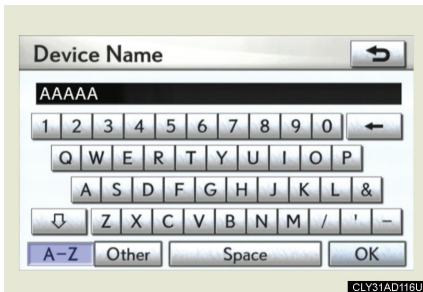 Device Name
AAAAA
1 2 3 4 5 6 7 8 9 0 ←
Q W E R T Y U I O P
A S D F G H J K L &
⇩ Z X C V B N M / ' -
A-Z Other Space OK
CLY31AD116U